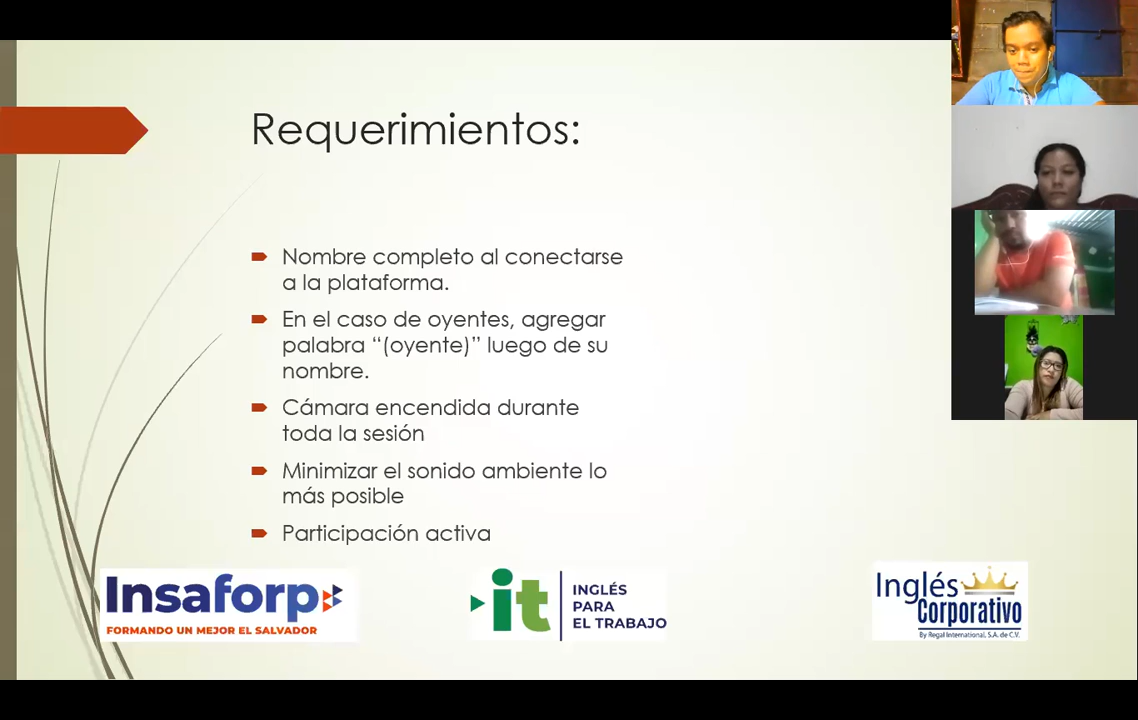 Requerimientos:
Nombre completo al conectarse
a la plataforma.
En el caso de oyentes, agregar
palabra “(oyente)” luego de su
nombre.
Cámara encendida durante
toda la sesión
Minimizar el sonido ambiente lo
más posible
Participación activa
Insaforp
FORMANDO UN MEJOR EL SALVADOR
it
INGLÉS
PARA
EL TRABAJO
Inglés
Corporativo
By Regal International, S.A. de C.V.